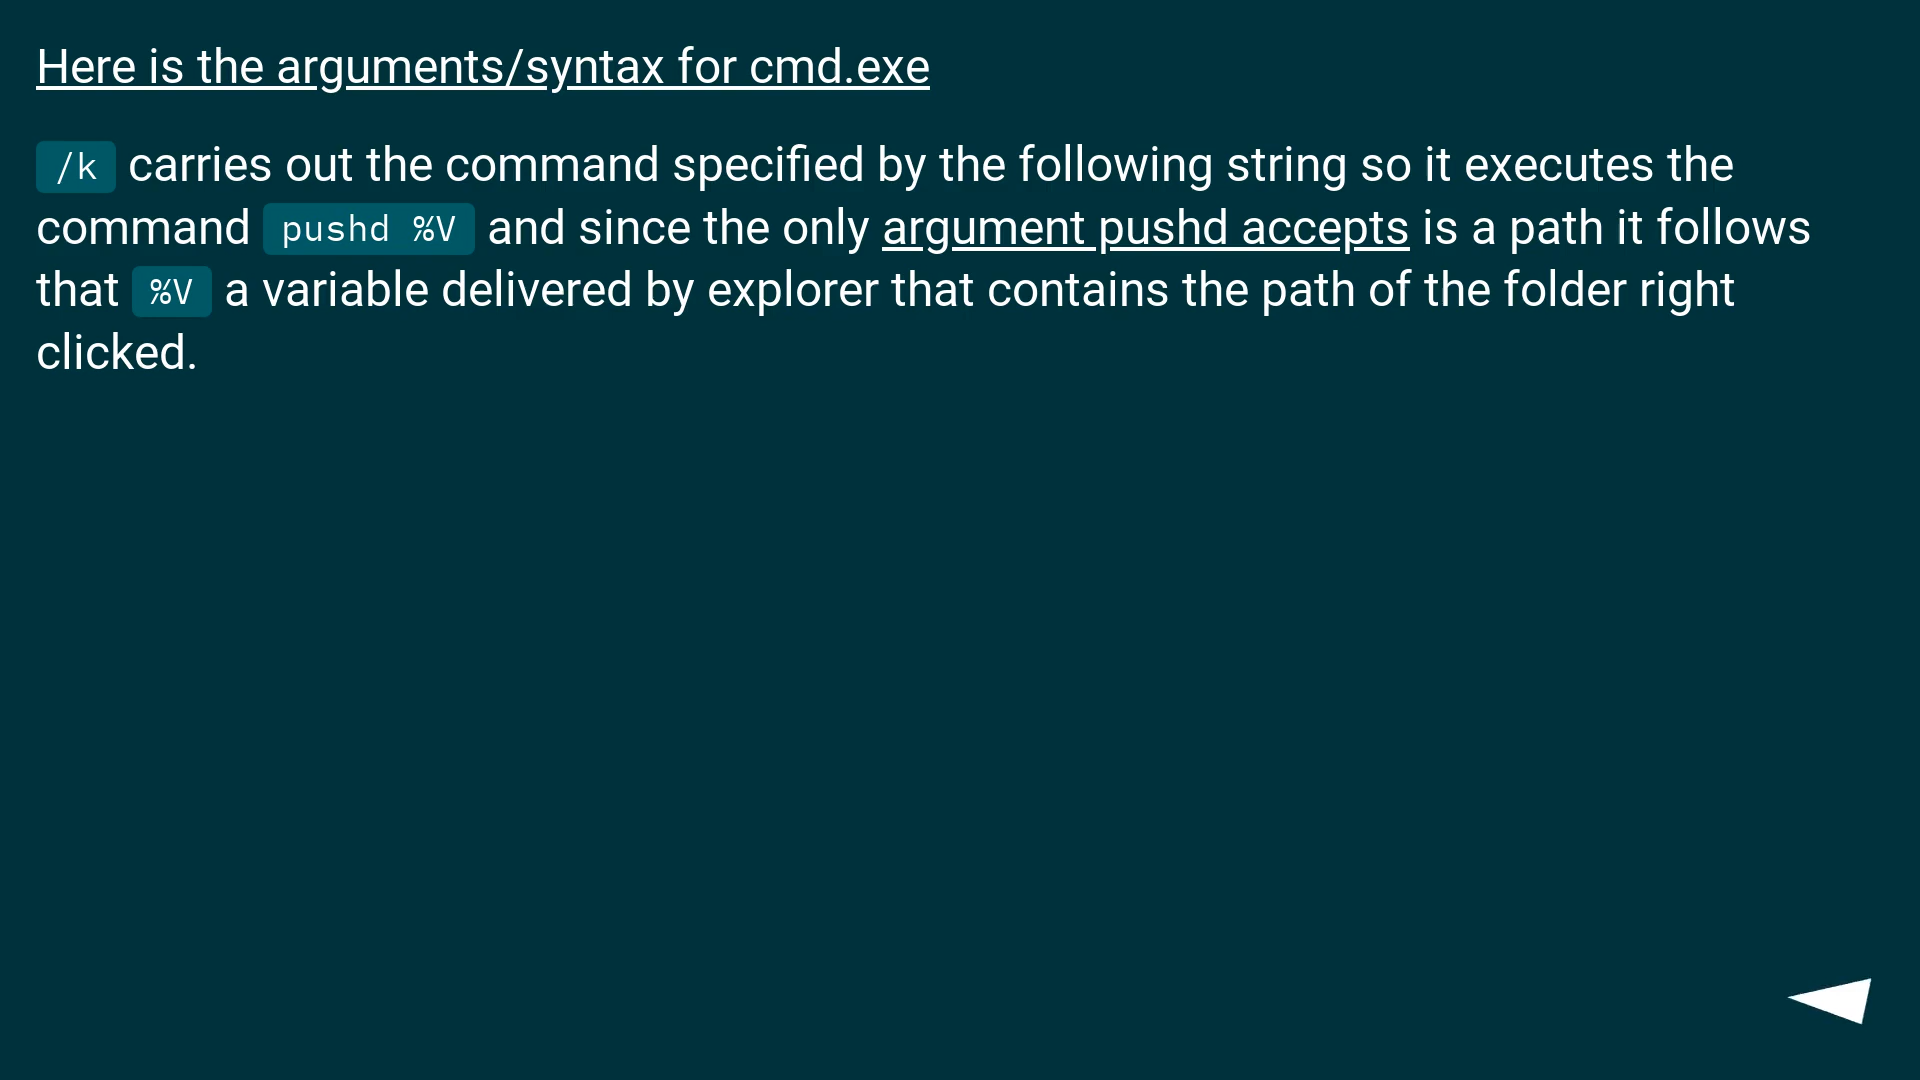 Here is the arguments/syntax for cmd.exe
/k carries out the command specified by the following string so it executes the
command pushd %V and since the only argument pushd accepts is a path it follows
that %V a variable delivered by explorer that contains the path of the folder right
clicked.